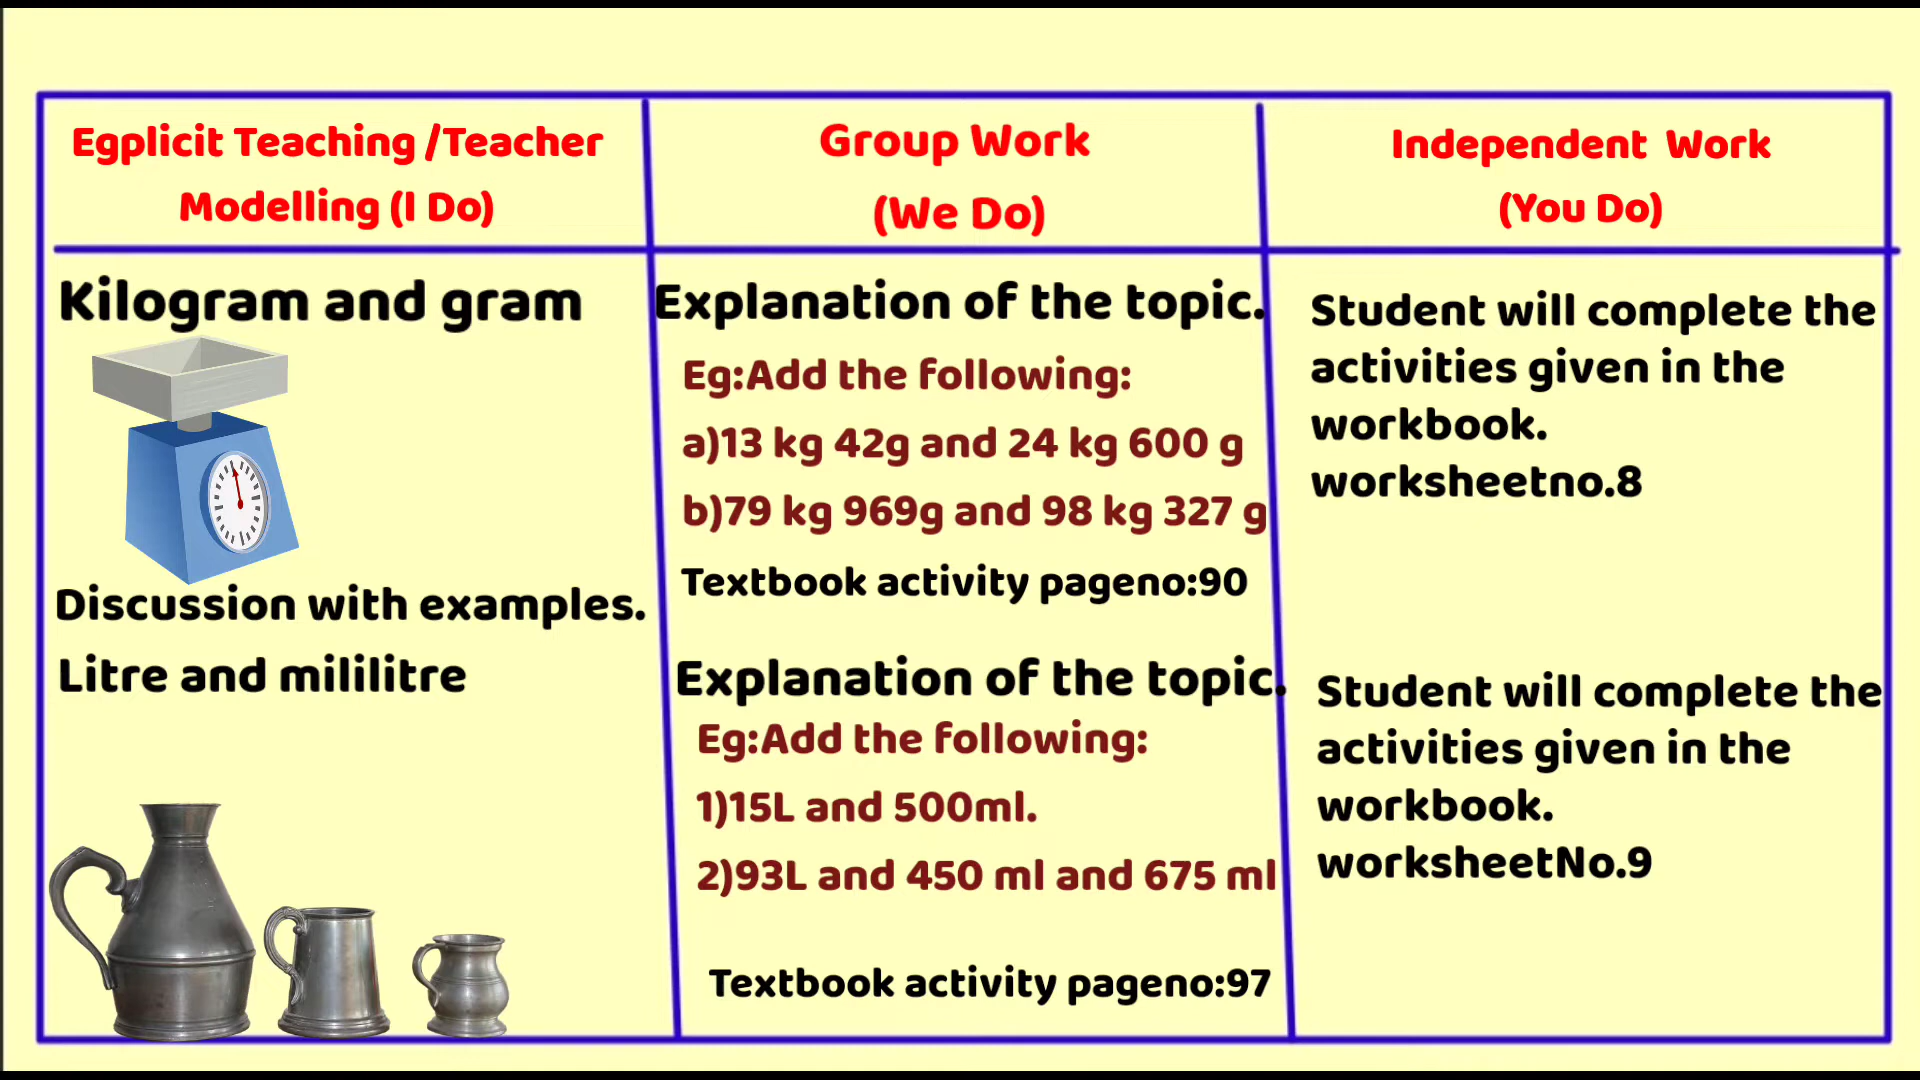 Egplicit Teaching /Teacher
Modelling (I Do)
Group Work
(We Do)
Independent Work
(You Do)
Kilogram and gram
Discussion with examples.
Litre and mililitre
Explanation of the topic.
Eg:Add the following:
a)13 kg 42g and 24 kg 600 g
b)79 kg 969g and 98 kg 327 g
Textbook activity pageno:90
Explanation of the topic.
Eg:Add the following:
1)15L and 500ml.
2)93L and 450 ml and 675 ml
Textbook activity pageno:97
Student will complete the
activities given in the
workbook.
worksheetno.8
Student will complete the
activities given in the
workbook.
worksheetNo.9